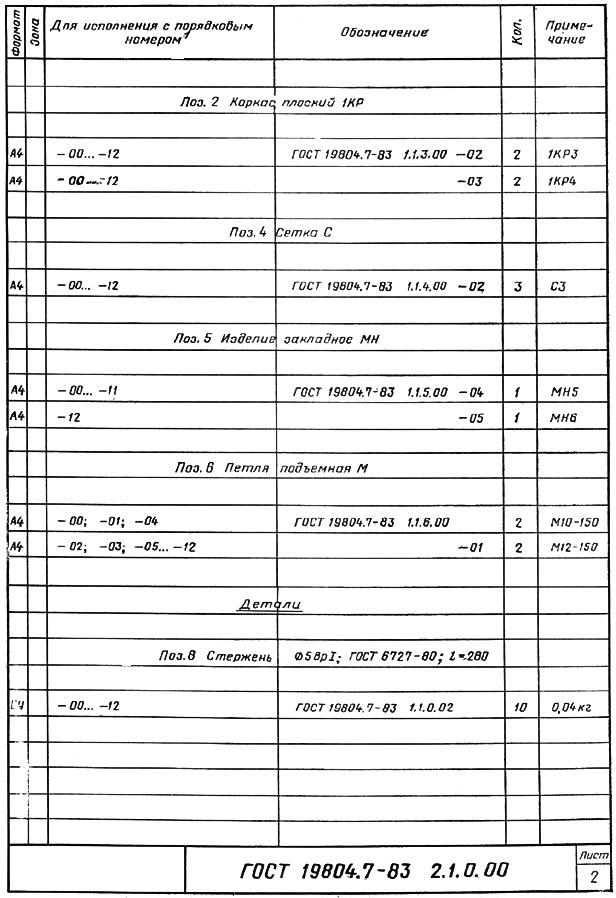 Формат Зона Для исполнения с порядковым номером¹ Обозначение Кол. Примечание
Поз. 2 Каркас плоский 1КР
А4 -00... -12 ГОСТ 19804.7-83 1.1.3.00 -02 2 1КР3
А4 -00...-12 -03 2 1КР4
Поз. 4 Сетка С
А4 -00... -12 ГОСТ 19804.7-83 1.1.4.00 -02 3 С3
Поз. 5 Изделие закладное МН
А4 -00... -11 ГОСТ 19804.7-83 1.1.5.00 -04 1 МН5
А4 -12 -05 1 МН6
Поз. 6 Петля подъемная М
А4 -00; -01; -04 ГОСТ 19804.7-83 1.1.6.00 2 М10-150
А4 -02; -03; -05... -12 -01 2 М12-150
Детали
Поз. 8 Стержень Ф5ВрI; ГОСТ 6727-80; l=280
БЧ -00... -12 ГОСТ 19804.7-83 1.1.0.02 10 0,04кг
ГОСТ 19804.7-83 2.1.0.00
Лист
2